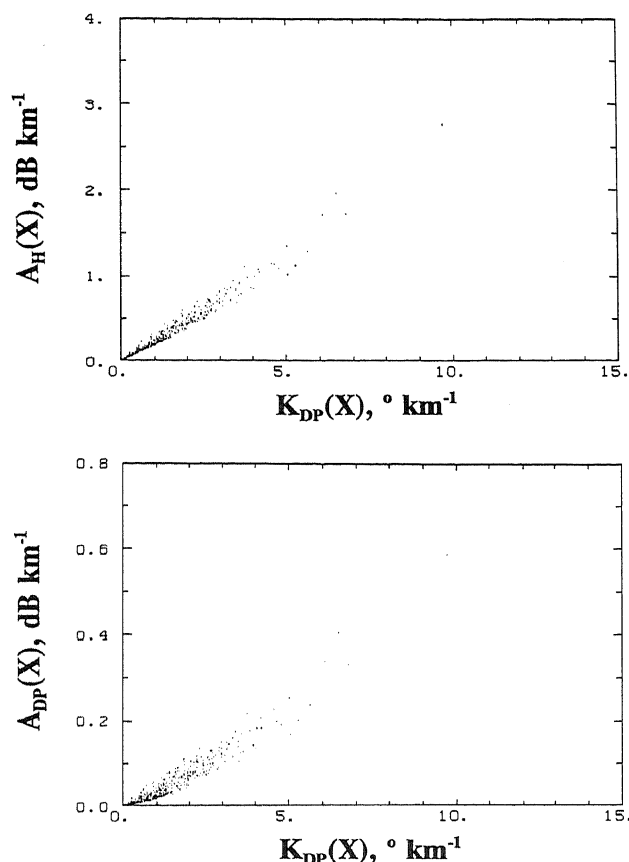 4.
3.
2.
1.
0.
A_H(X), dB km^-1
0. 5. 10. 15.
K_DP(X), ° km^-1
0.8
0.6
0.4
0.2
0.0
A_DP(X), dB km^-1
0. 5. 10. 15.
K_DP(X), ° km^-1